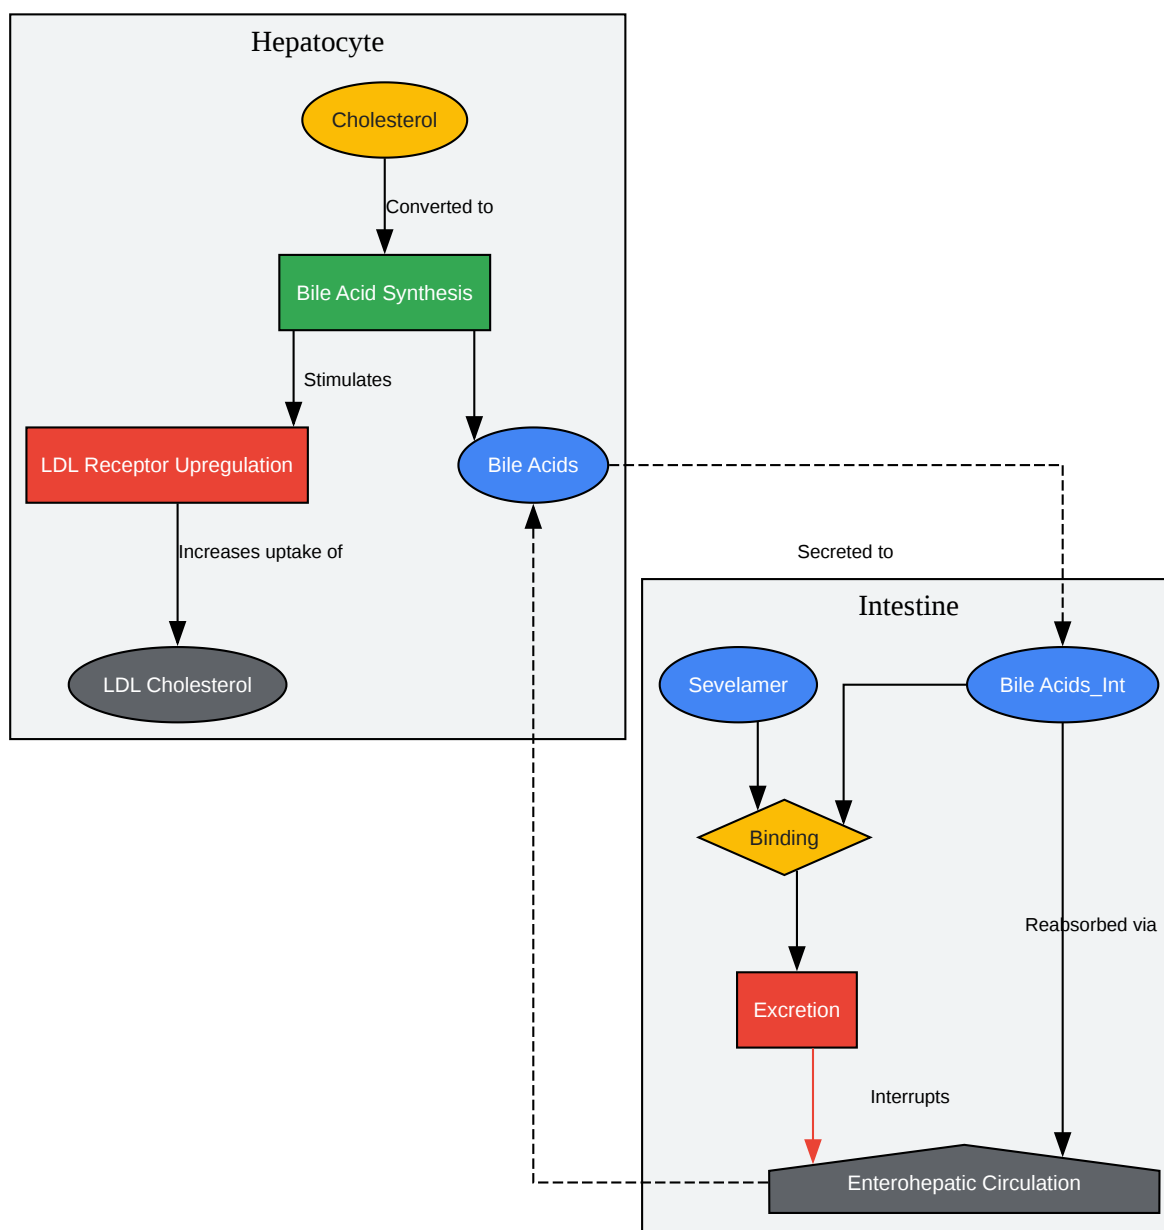 Hepatocyte
Cholesterol
Converted to
Bile Acid Synthesis
Stimulates
LDL Receptor Upregulation
Bile Acids
Increases uptake of
Secreted to
Intestine
LDL Cholesterol
Sevelamer
Bile Acids_Int
Binding
Reabsorbed via
Excretion
Interrupts
Enterohepatic Circulation